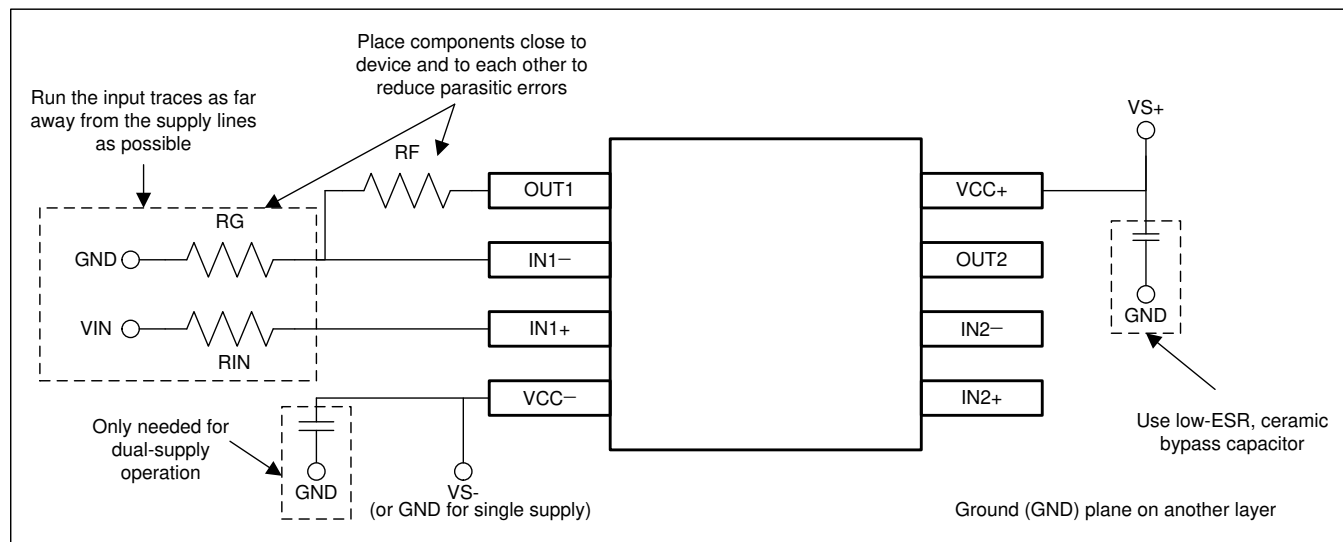 Place components close to
device and to each other to
reduce parasitic errors
Run the input traces as far
away from the supply lines
as possible
VS+
RF
OUT1
VCC+
RG
GND
IN1−
OUT2
VIN
IN1+
GND
IN2−
RIN
VCC−
IN2+
Only needed for
dual-supply
operation
Use low-ESR, ceramic
bypass capacitor
GND
VS-
(or GND for single supply)
Ground (GND) plane on another layer